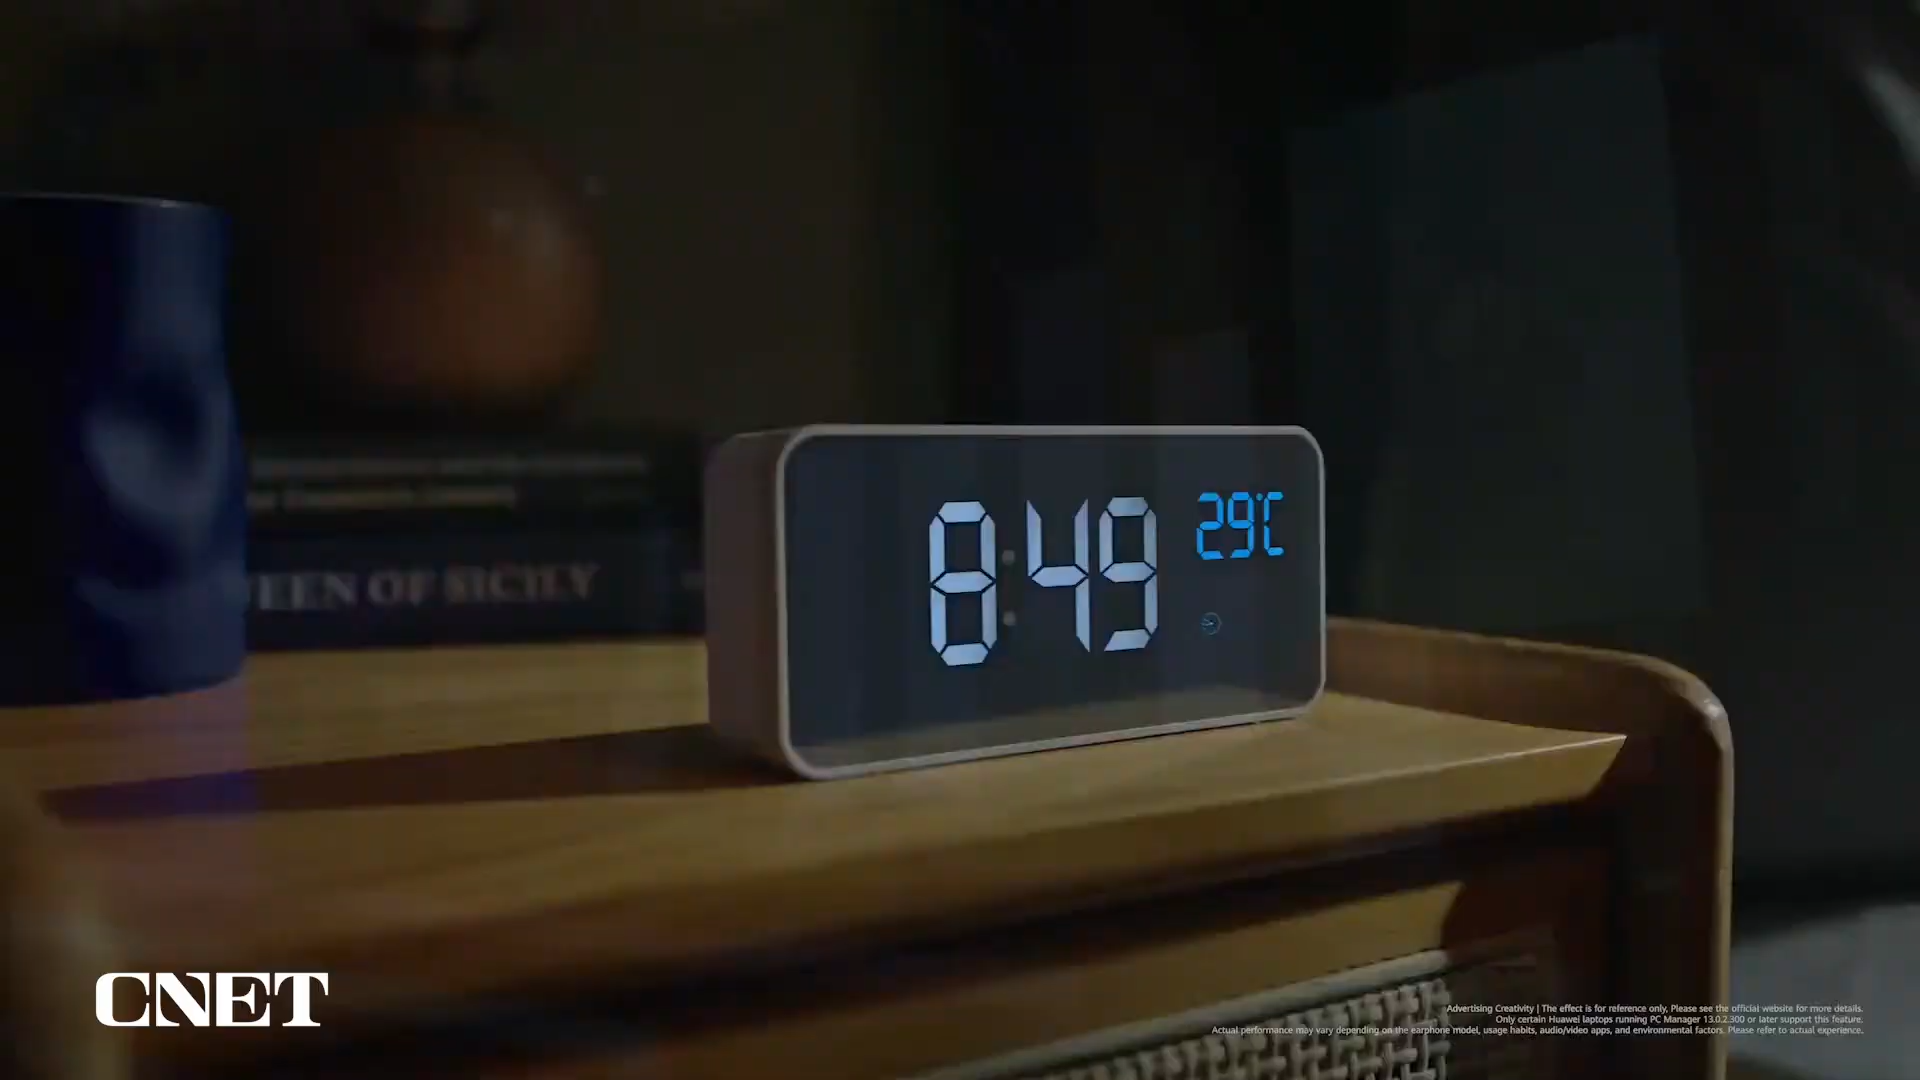 8:49
29°C
EEN OF SICILY
CNET
Advertising Creativity | The effect is for reference only, Please see the official website for more details.
Only certain Huawei laptops running PC Manager 13.0.2.300 or later support this feature.
Actual performance may vary depending on the earphone model, usage habits, audio/video apps, and environmental factors. Please refer to actual experience.